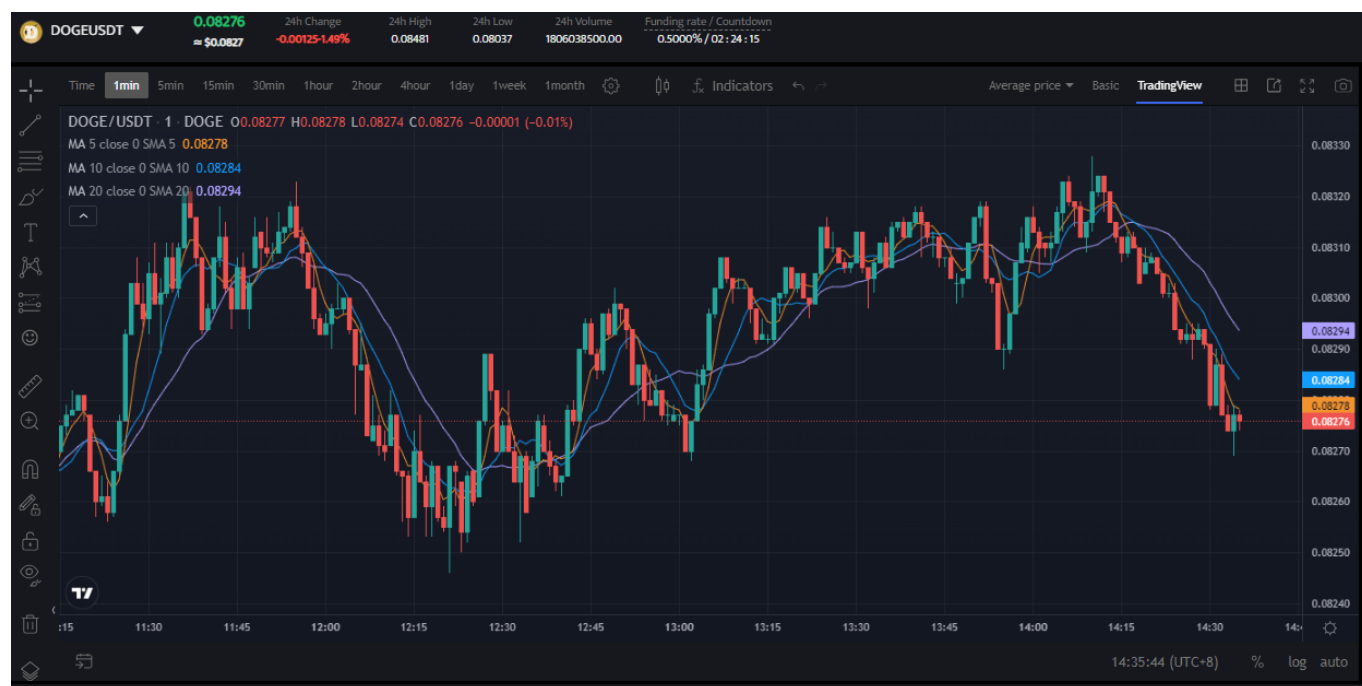 DOGEUSDT
0.08276
≈ $0.0827
24h Change
-0.00125-1.49%
24h High
0.08481
24h Low
0.08037
24h Volume
1806038500.00
Funding rate / Countdown
0.5000% / 02 : 24 : 15
Time 1min 5min 15min 30min 1hour 2hour 4hour 1day 1week 1month Indicators Average price Basic TradingView
DOGE/USDT · 1 · DOGE O0.08277 H0.08278 L0.08274 C0.08276 −0.00001 (−0.01%)
MA 5 close 0 SMA 5 0.08278
MA 10 close 0 SMA 10 0.08284
MA 20 close 0 SMA 20 0.08294
0.08330
0.08320
0.08310
0.08300
0.08294
0.08290
0.08284
0.08278
0.08276
0.08270
0.08260
0.08250
0.08240
:15 11:30 11:45 12:00 12:15 12:30 12:45 13:00 13:15 13:30 13:45 14:00 14:15 14:30 14:
14:35:44 (UTC+8) % log auto